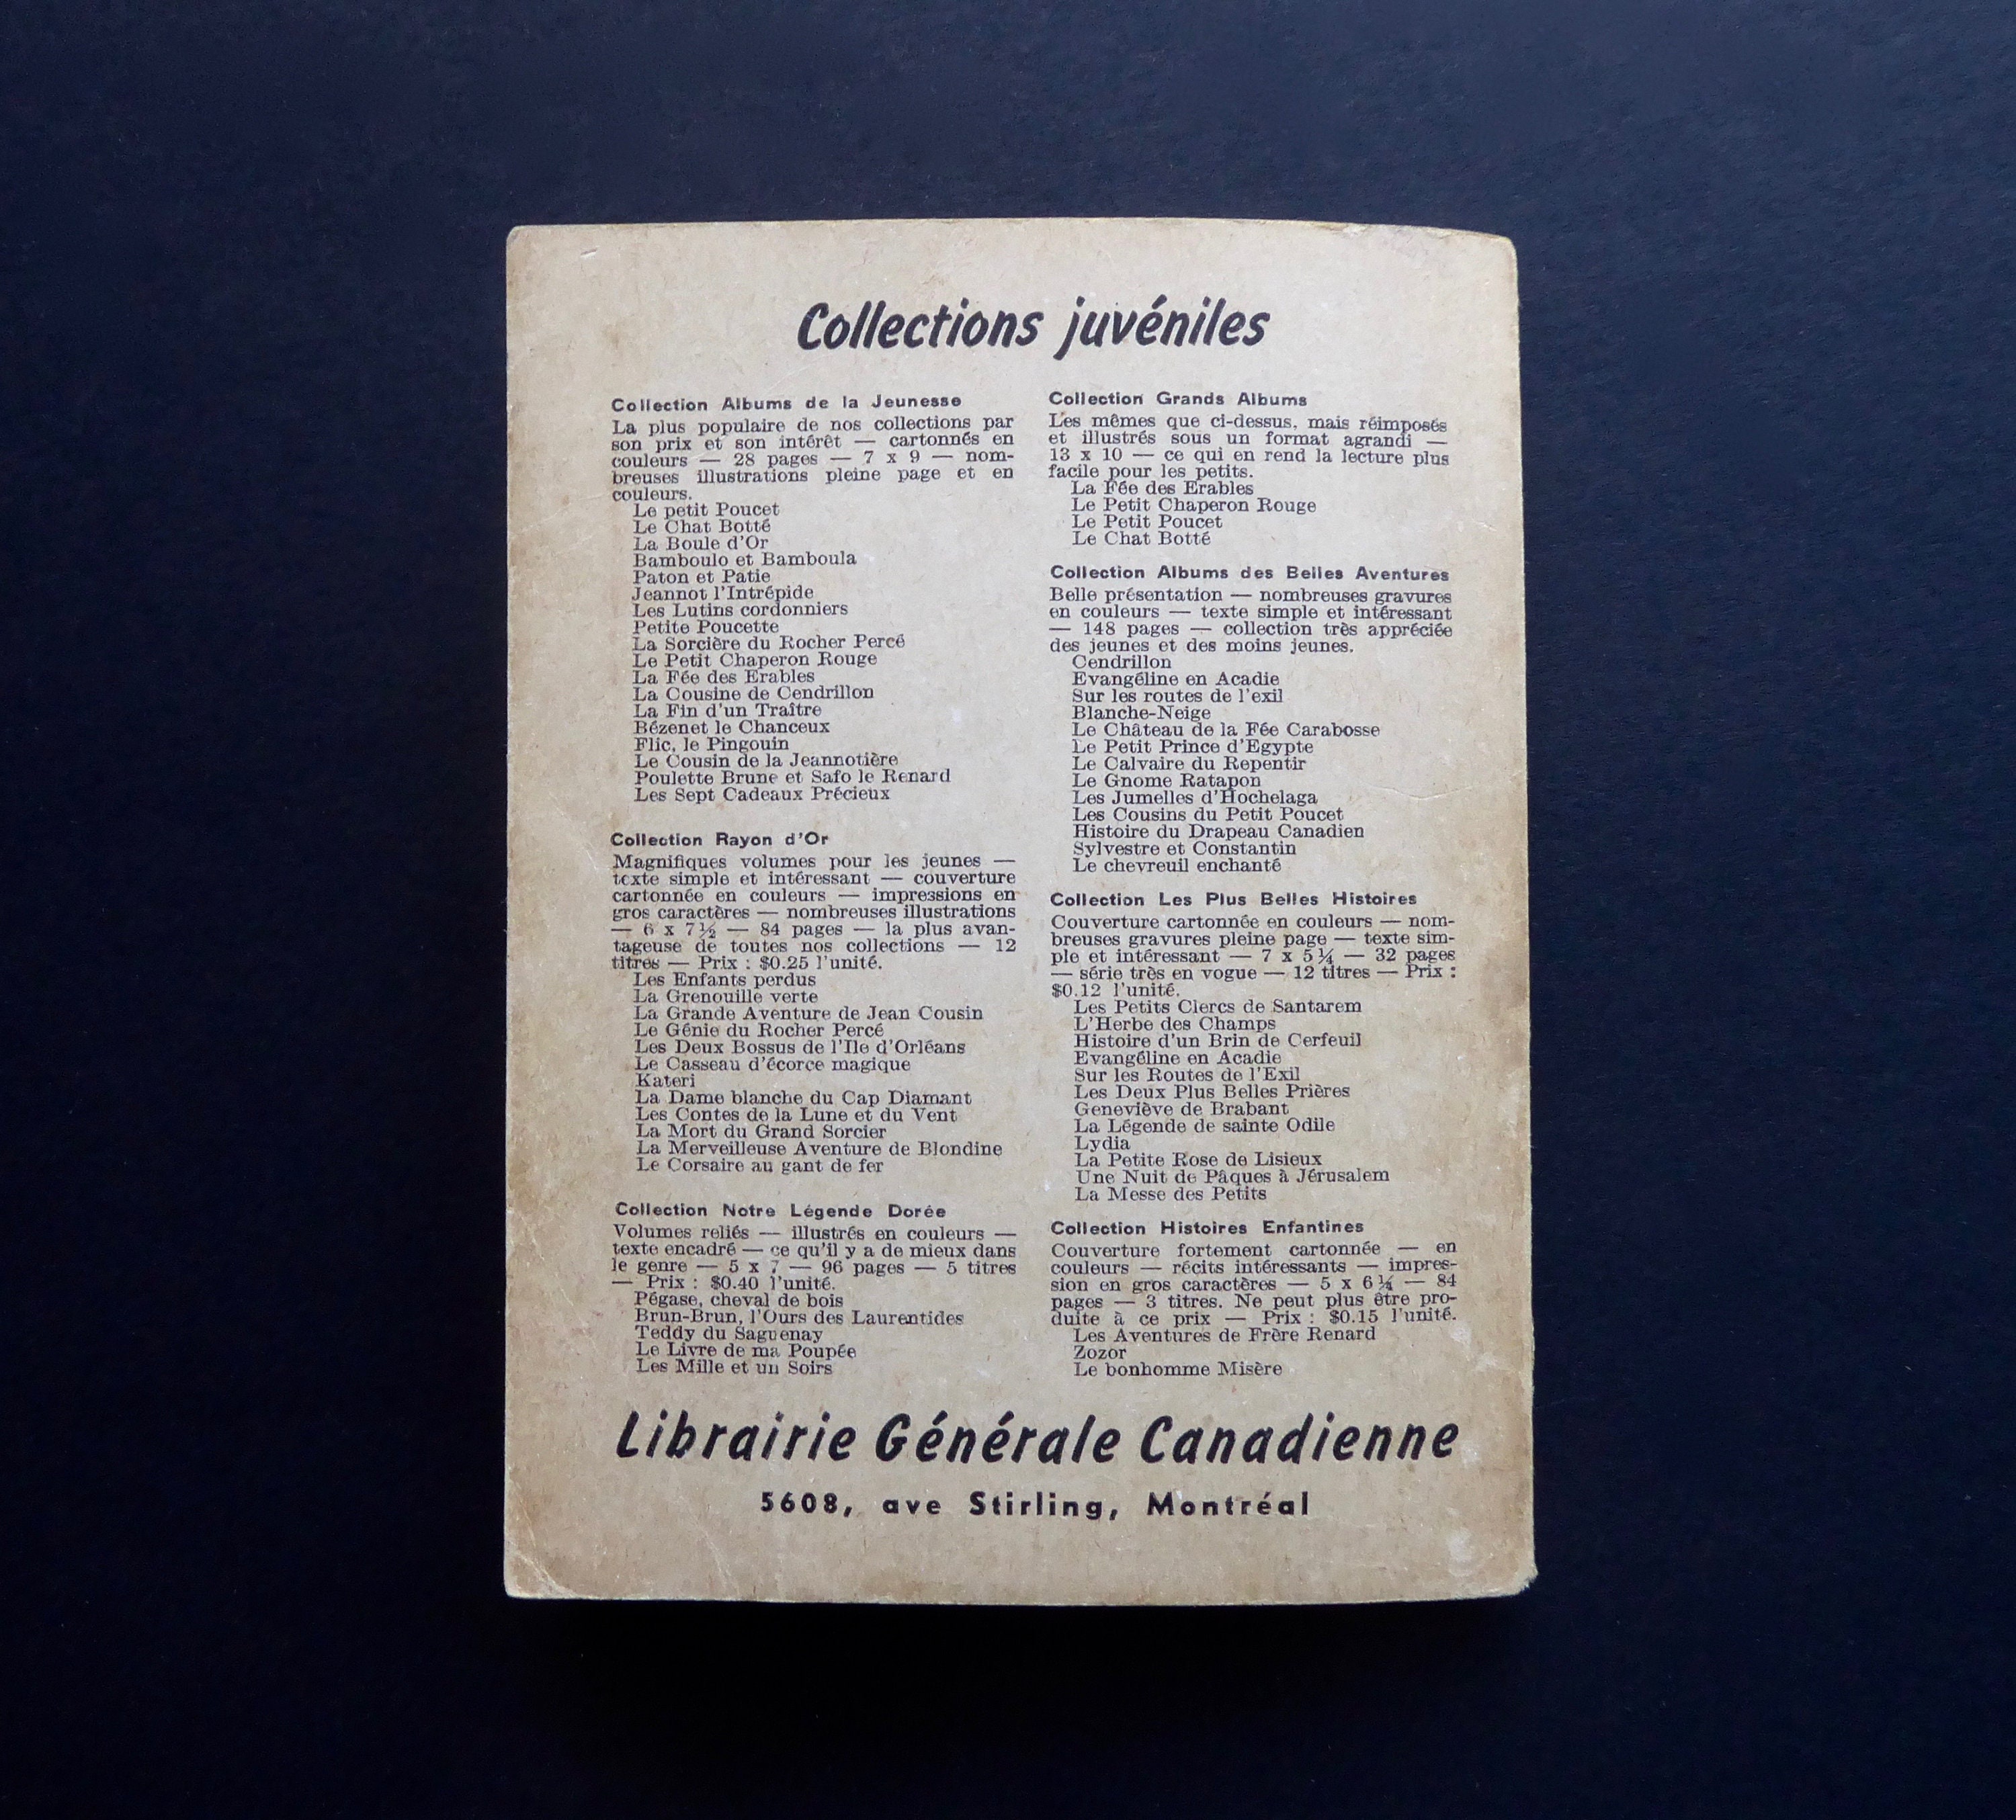 Collections juvéniles
Collection Albums de la Jeunesse
La plus populaire de nos collections par
son prix et son intérêt — cartonnés en
couleurs — 28 pages — 7 x 9 — nom-
breuses illustrations pleine page et en
couleurs.
Le petit Poucet
Le Chat Botté
La Boule d'Or
Bamboulo et Bamboula
Paton et Patie
Jeannot l'Intrépide
Les Lutins cordonniers
Petite Poucette
La Sorcière du Rocher Percé
Le Petit Chaperon Rouge
La Fée des Erables
La Cousine de Cendrillon
La Fin d'un Traître
Bézenet le Chanceux
Flic, le Pingouin
Le Cousin de la Jeannotière
Poulette Brune et Safo le Renard
Les Sept Cadeaux Précieux
Collection Rayon d'Or
Magnifiques volumes pour les jeunes —
texte simple et intéressant — couverture
cartonnée en couleurs — impressions en
gros caractères — nombreuses illustrations
— 6 x 7½ — 84 pages — la plus avan-
tageuse de toutes nos collections — 12
titres — Prix : $0.25 l'unité.
Les Enfants perdus
La Grenouille verte
La Grande Aventure de Jean Cousin
Le Génie du Rocher Percé
Les Deux Bossus de l'Ile d'Orléans
Le Casseau d'écorce magique
Kateri
La Dame blanche du Cap Diamant
Les Contes de la Lune et du Vent
La Mort du Grand Sorcier
La Merveilleuse Aventure de Blondine
Le Corsaire au gant de fer
Collection Notre Légende Dorée
Volumes reliés — illustrés en couleurs —
texte encadré — ce qu'il y a de mieux dans
le genre — 5 x 7 — 96 pages — 5 titres
— Prix : $0.40 l'unité.
Pégase, cheval de bois
Brun-Brun, l'Ours des Laurentides
Teddy du Saguenay
Le Livre de ma Poupée
Les Mille et un Soirs
Collection Grands Albums
Les mêmes que ci-dessus, mais réimposés
et illustrés sous un format agrandi —
13 x 10 — ce qui en rend la lecture plus
facile pour les petits.
La Fée des Erables
Le Petit Chaperon Rouge
Le Petit Poucet
Le Chat Botté
Collection Albums des Belles Aventures
Belle présentation — nombreuses gravures
en couleurs — texte simple et intéressant
— 148 pages — collection très appréciée
des jeunes et des moins jeunes.
Cendrillon
Evangéline en Acadie
Sur les routes de l'exil
Blanche-Neige
Le Château de la Fée Carabosse
Le Petit Prince d'Egypte
Le Calvaire du Repentir
Le Gnome Ratapon
Les Jumelles d'Hochelaga
Les Cousins du Petit Poucet
Histoire du Drapeau Canadien
Sylvestre et Constantin
Le chevreuil enchanté
Collection Les Plus Belles Histoires
Couverture cartonnée en couleurs — nom-
breuses gravures pleine page — texte sim-
ple et intéressant — 7 x 5¼ — 32 pages
— série très en vogue — 12 titres — Prix :
$0.12 l'unité.
Les Petits Clercs de Santarem
L'Herbe des Champs
Histoire d'un Brin de Cerfeuil
Evangéline en Acadie
Sur les Routes de l'Exil
Les Deux Plus Belles Prières
Geneviève de Brabant
La Légende de sainte Odile
Lydia
La Petite Rose de Lisieux
Une Nuit de Pâques à Jérusalem
La Messe des Petits
Collection Histoires Enfantines
Couverture fortement cartonnée — en
couleurs — récits intéressants — impres-
sion en gros caractères — 5 x 6¼ — 84
pages — 3 titres. Ne peut plus être pro-
duite à ce prix — Prix : $0.15 l'unité.
Les Aventures de Frère Renard
Zozor
Le bonhomme Misère
Librairie Générale Canadienne
5608, ave Stirling, Montréal